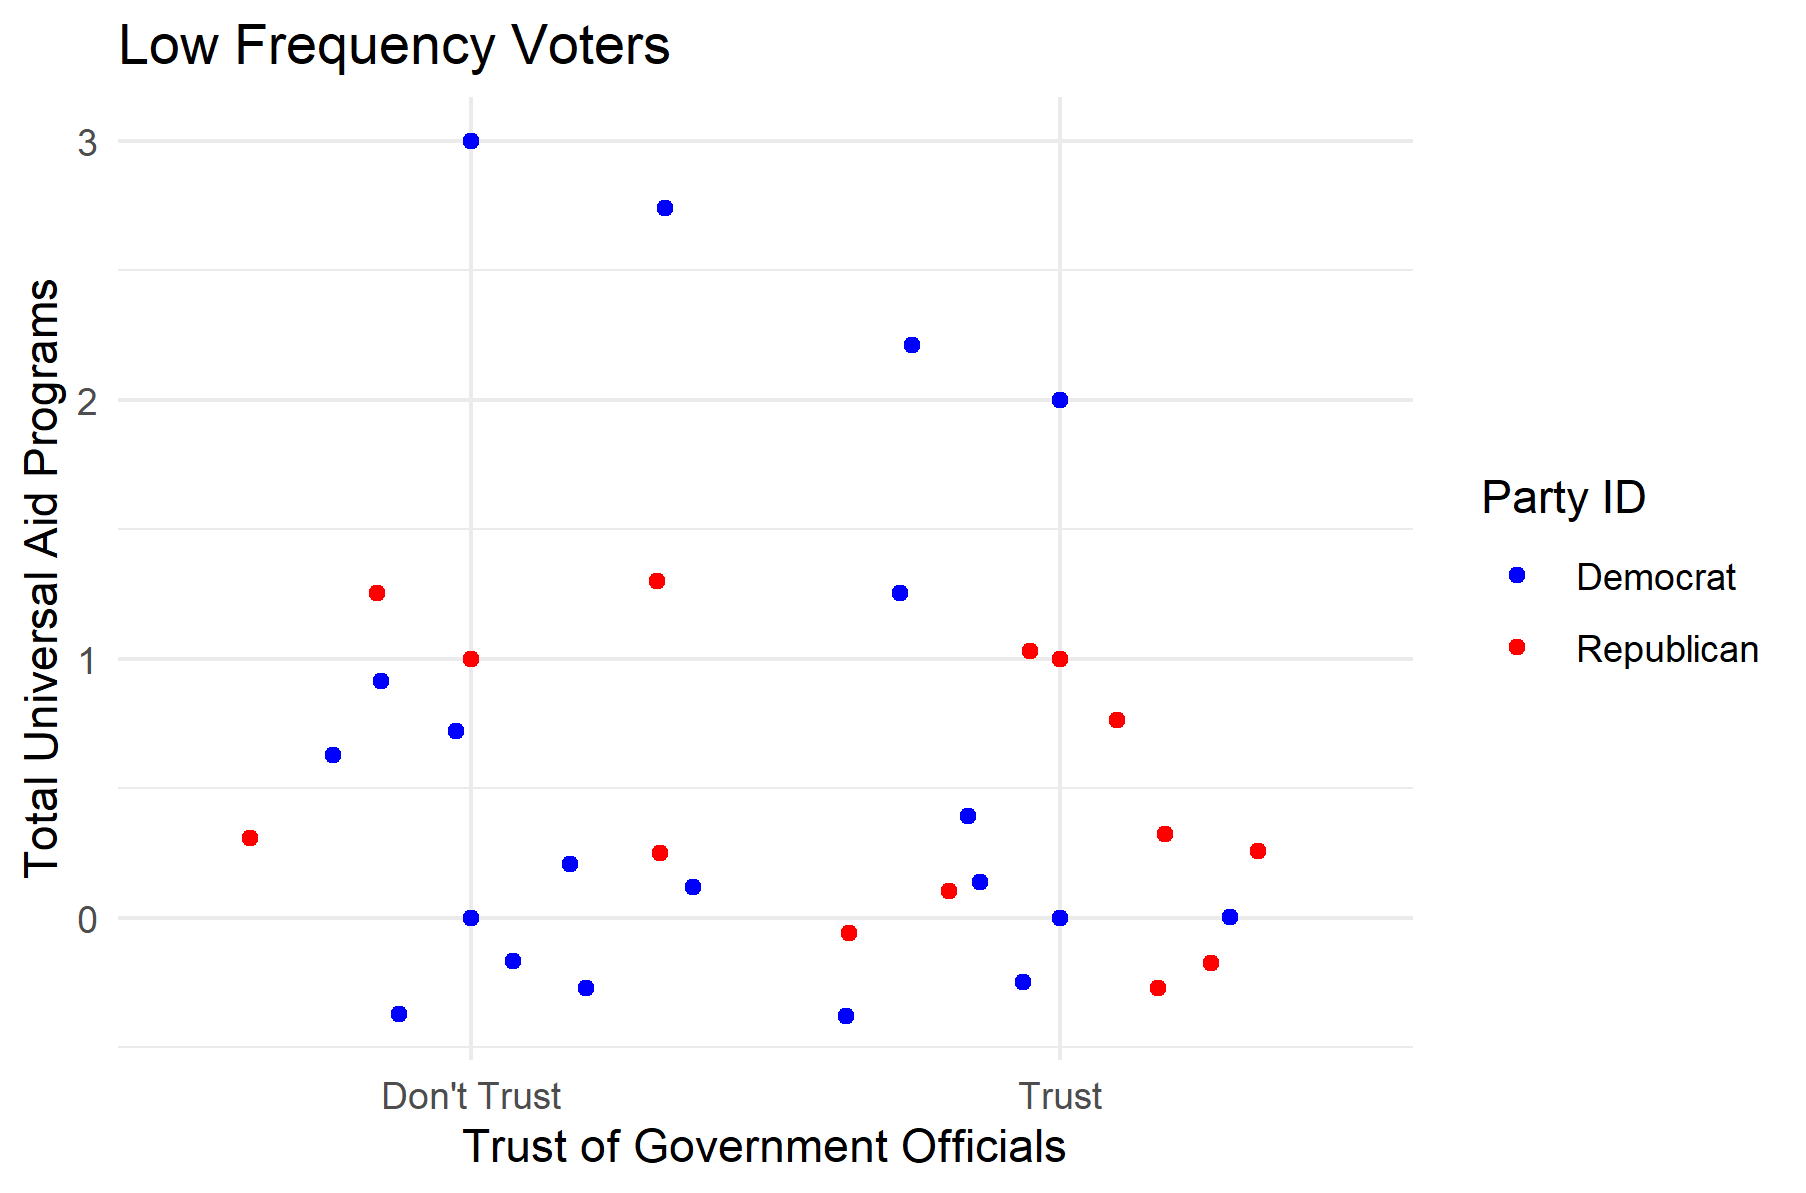 Low Frequency Voters
Total Universal Aid Programs
3
2
1
0
Don't Trust
Trust
Trust of Government Officials
Party ID
Democrat
Republican